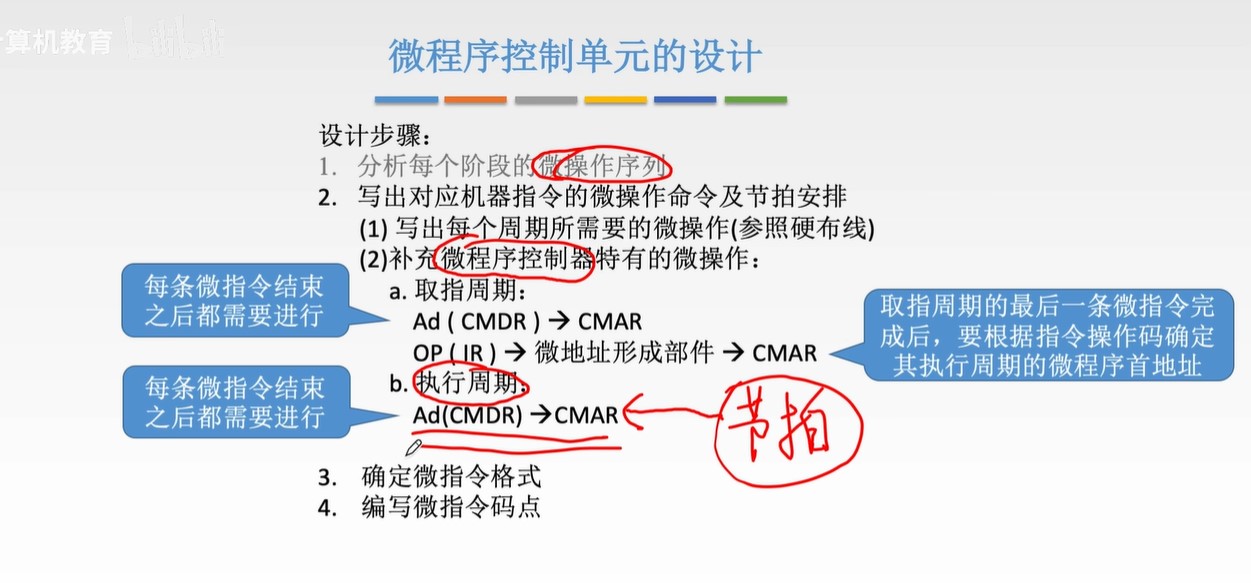 算机教育
微程序控制单元的设计
设计步骤：
1. 分析每个阶段的微操作序列
2. 写出对应机器指令的微操作命令及节拍安排
(1) 写出每个周期所需要的微操作(参照硬布线)
(2)补充微程序控制器特有的微操作：
每条微指令结束
之后都需要进行
a. 取指周期：
Ad ( CMDR ) → CMAR
OP ( IR ) → 微地址形成部件 → CMAR
取指周期的最后一条微指令完
成后，要根据指令操作码确定
其执行周期的微程序首地址
每条微指令结束
之后都需要进行
b. 执行周期：
Ad(CMDR) →CMAR
节拍
3. 确定微指令格式
4. 编写微指令码点